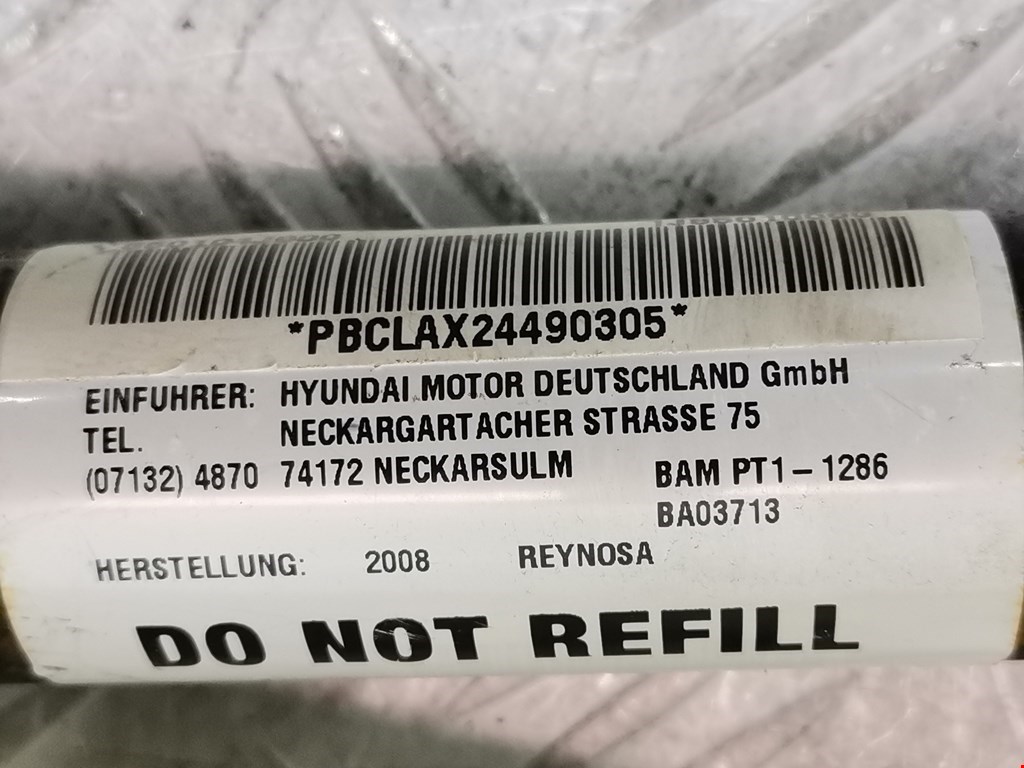 *PBCLAX24490305*
EINFUHRER: HYUNDAI MOTOR DEUTSCHLAND GmbH
TEL. NECKARGARTACHER STRASSE 75
(07132) 4870 74172 NECKARSULM BAM PT1-1286
BA03713
HERSTELLUNG: 2008 REYNOSA
DO NOT REFILL